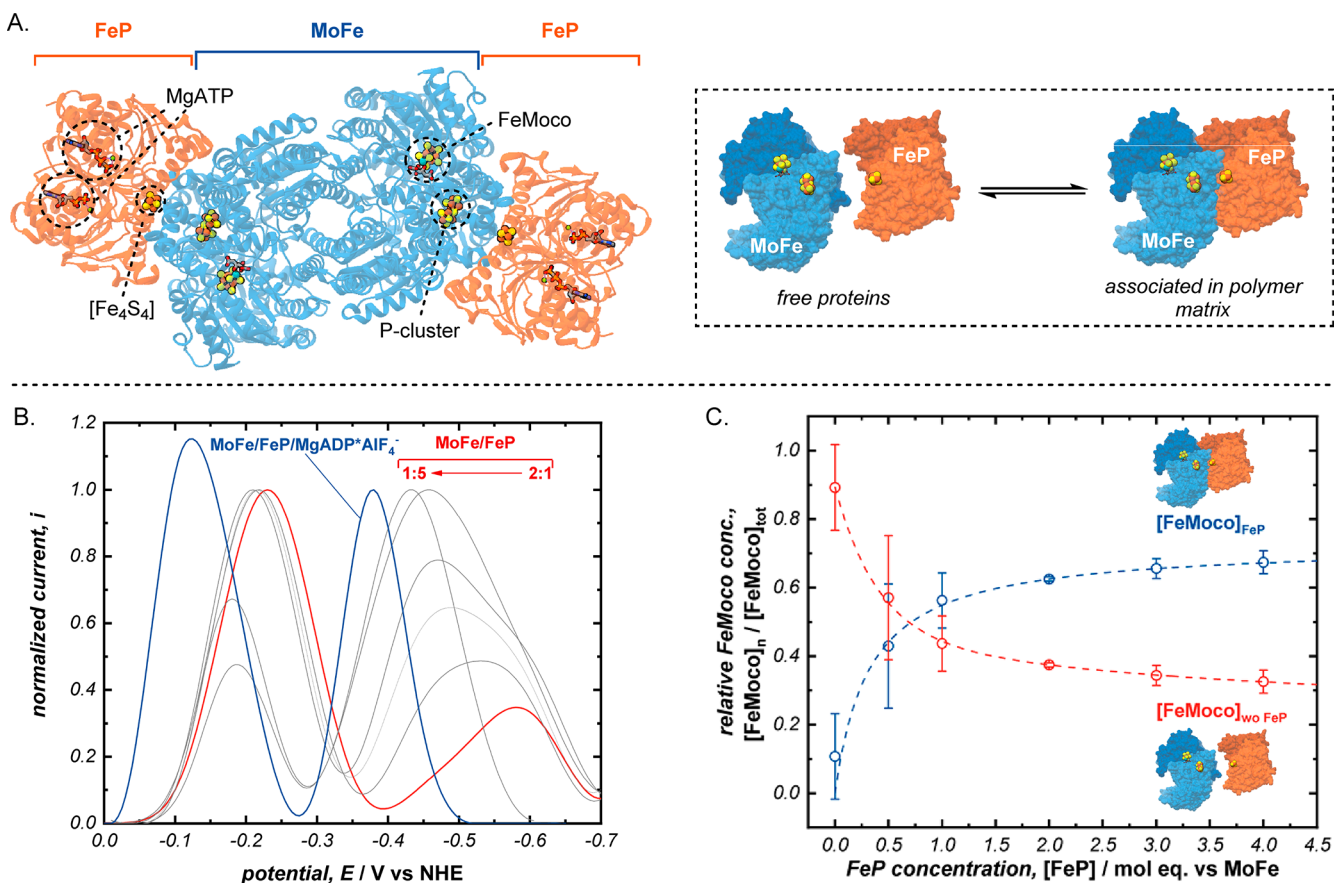 A.
FeP
MoFe
FeP
MgATP
FeMoco
[Fe₄S₄]
P-cluster
FeP
MoFe
free proteins
FeP
MoFe
associated in polymer
matrix
B.
normalized current, i
1.2
1.0
0.8
0.6
0.4
0.2
0.0
MoFe/FeP/MgADP*AlF₄⁻
MoFe/FeP
1:5
2:1
0.0
-0.1
-0.2
-0.3
-0.4
-0.5
-0.6
-0.7
potential, E / V vs NHE
C.
relative FeMoco conc.,
[FeMoco]ₙ / [FeMoco]tot
1.0
0.8
0.6
0.4
0.2
0.0
[FeMoco]FeP
[FeMoco]wo FeP
0.0
0.5
1.0
1.5
2.0
2.5
3.0
3.5
4.0
4.5
FeP concentration, [FeP] / mol eq. vs MoFe